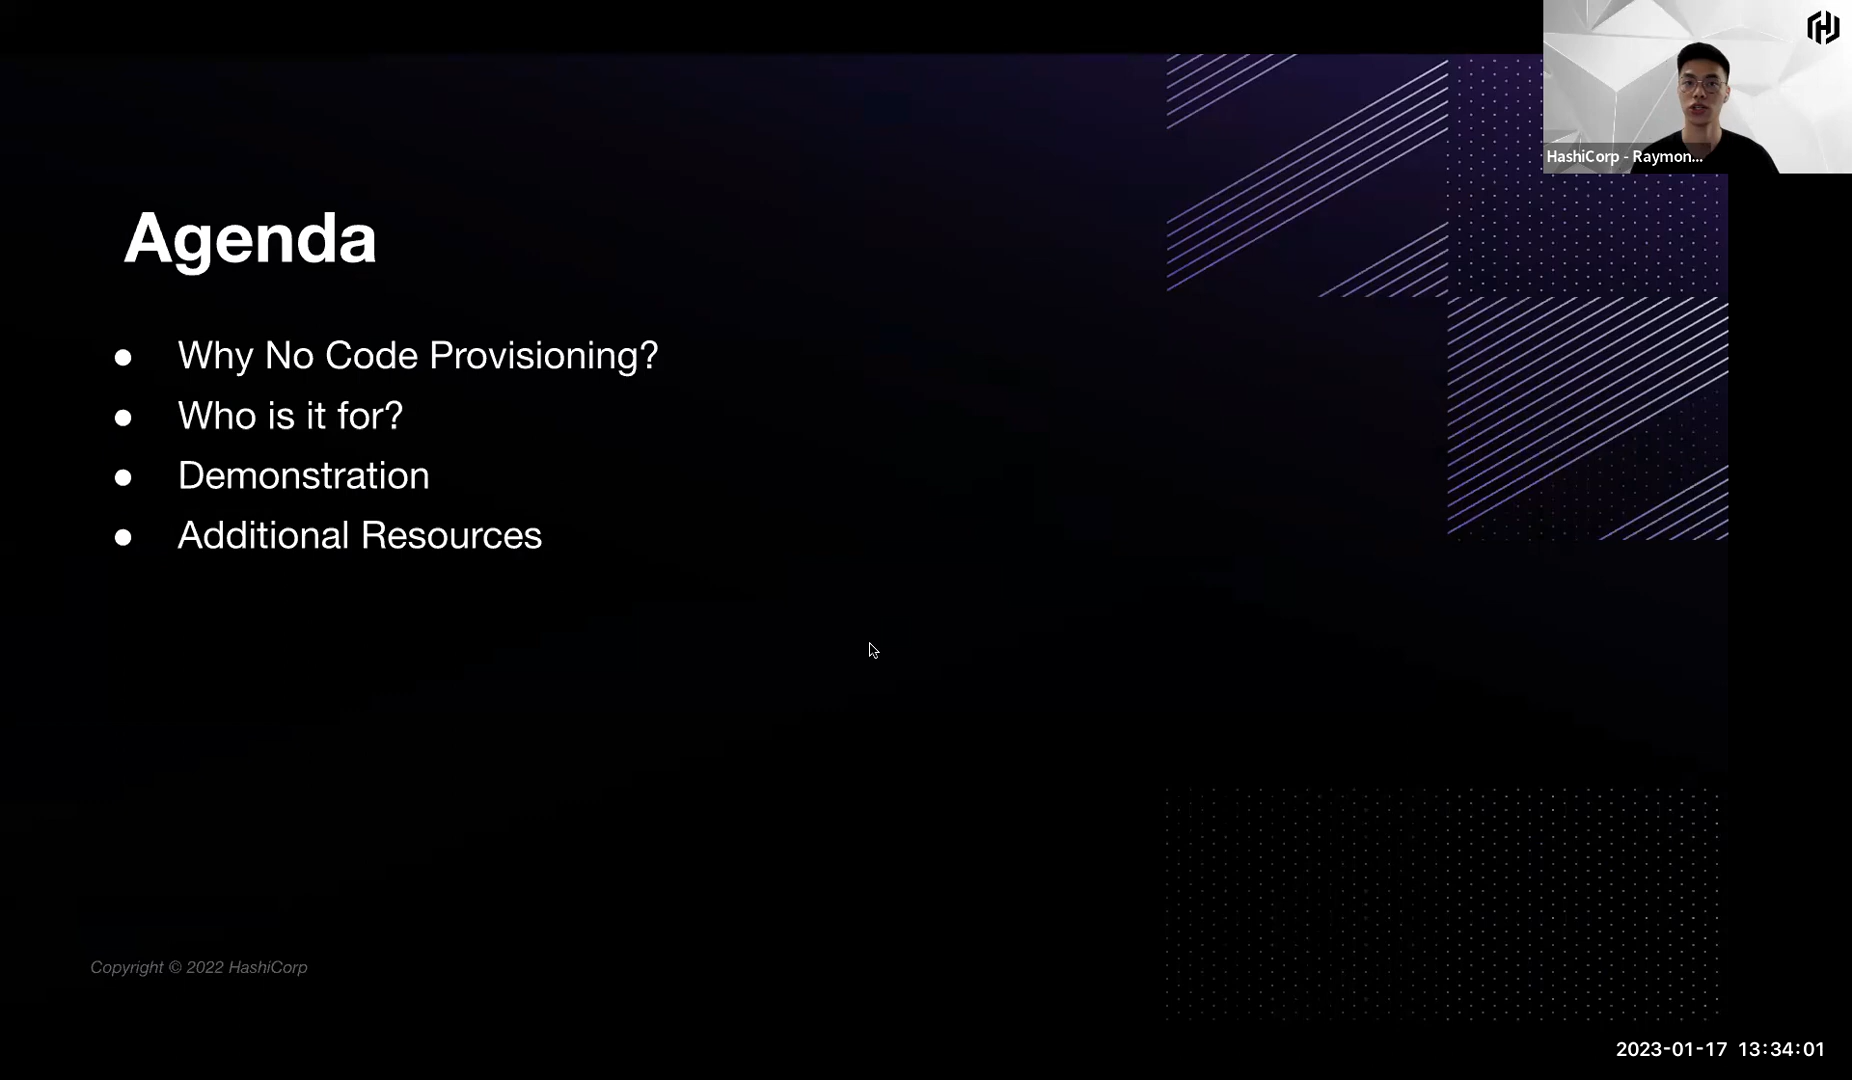 HashiCorp - Raymon...
Agenda
● Why No Code Provisioning?
● Who is it for?
● Demonstration
● Additional Resources
Copyright © 2022 HashiCorp
2023-01-17 13:34:01